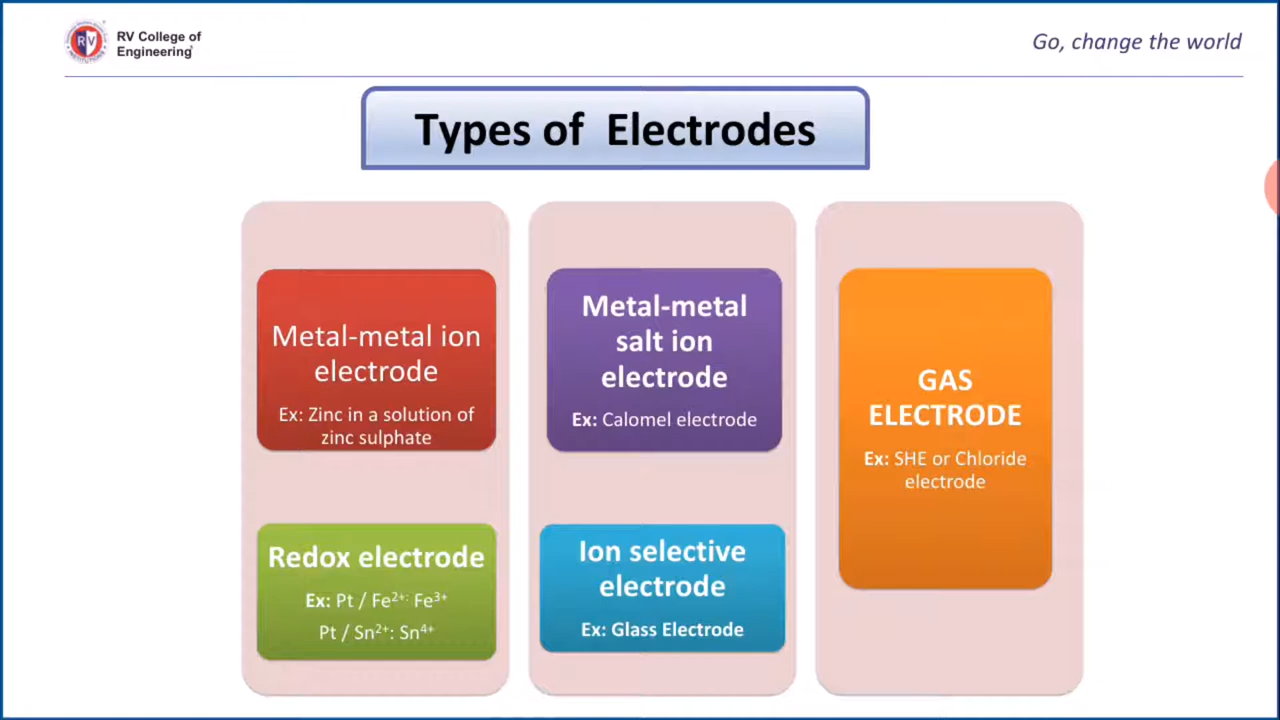 RV College of
Engineering
Go, change the world
Types of Electrodes
Metal-metal ion
electrode
Ex: Zinc in a solution of
zinc sulphate
Redox electrode
Ex: Pt / Fe²⁺: Fe³⁺
Pt / Sn²⁺: Sn⁴⁺
Metal-metal
salt ion
electrode
Ex: Calomel electrode
Ion selective
electrode
Ex: Glass Electrode
GAS
ELECTRODE
Ex: SHE or Chloride
electrode